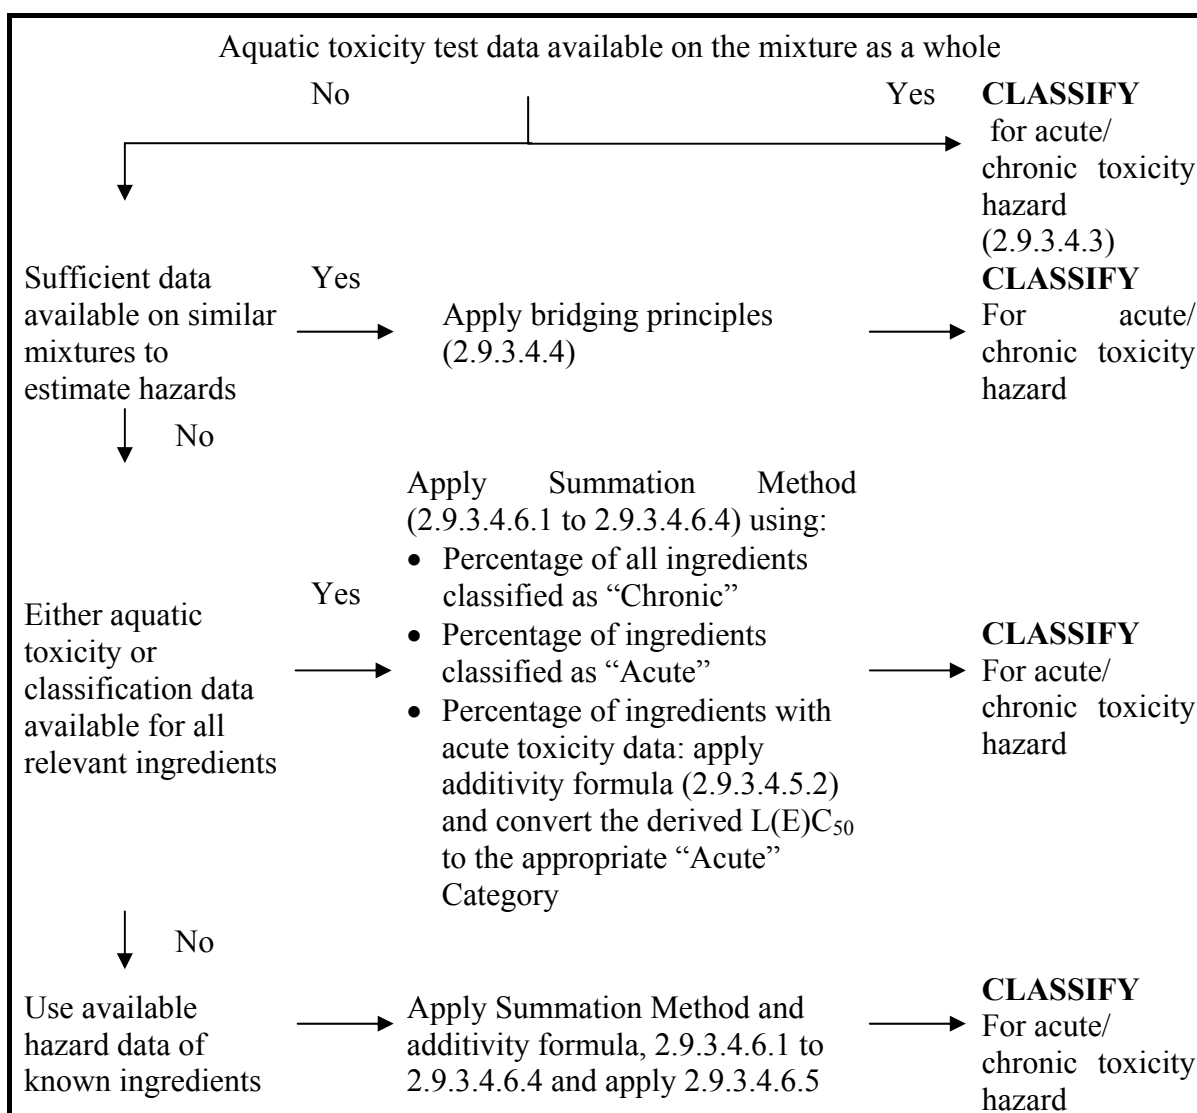 Aquatic toxicity test data available on the mixture as a whole
No
Yes
CLASSIFY
for acute/
chronic toxicity
hazard
(2.9.3.4.3)
Sufficient data
available on similar
mixtures to
estimate hazards
Yes
Apply bridging principles
(2.9.3.4.4)
CLASSIFY
For acute/
chronic toxicity
hazard
No
Either aquatic
toxicity or
classification data
available for all
relevant ingredients
Yes
Apply Summation Method
(2.9.3.4.6.1 to 2.9.3.4.6.4) using:
• Percentage of all ingredients
classified as “Chronic”
• Percentage of ingredients
classified as “Acute”
• Percentage of ingredients with
acute toxicity data: apply
additivity formula (2.9.3.4.5.2)
and convert the derived L(E)C₅₀
to the appropriate “Acute”
Category
CLASSIFY
For acute/
chronic toxicity
hazard
No
Use available
hazard data of
known ingredients
Apply Summation Method and
additivity formula, 2.9.3.4.6.1 to
2.9.3.4.6.4 and apply 2.9.3.4.6.5
CLASSIFY
For acute/
chronic toxicity
hazard